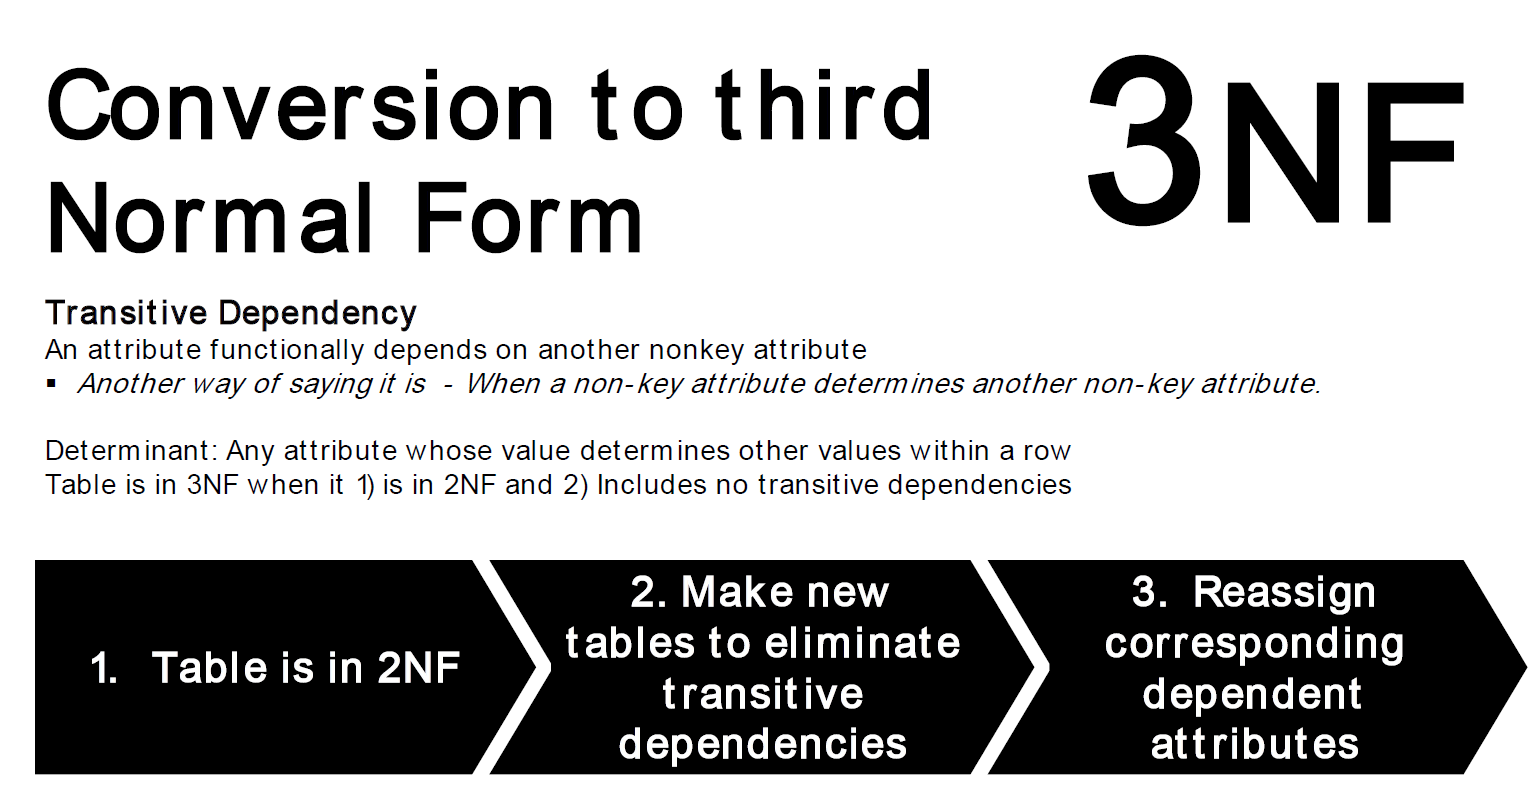 Conversion to third
Normal Form
3NF
Transitive Dependency
An attribute functionally depends on another nonkey attribute
▪ Another way of saying it is - When a non-key attribute determines another non-key attribute.
Determinant: Any attribute whose value determines other values within a row
Table is in 3NF when it 1) is in 2NF and 2) Includes no transitive dependencies
1. Table is in 2NF
2. Make new
tables to eliminate
transitive
dependencies
3. Reassign
corresponding
dependent
attributes